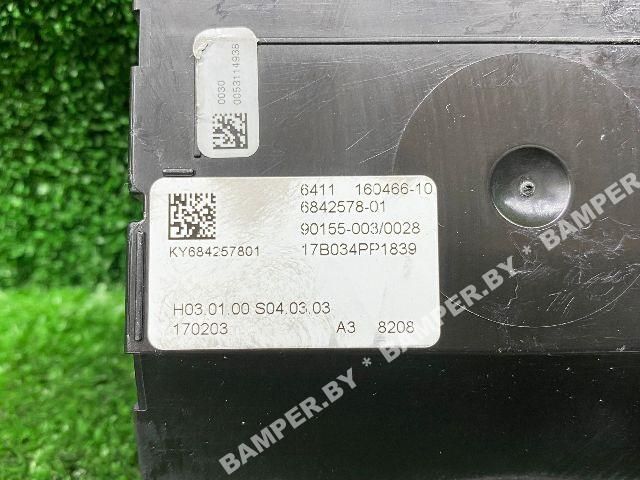 0030
0053114936
6411 160466-10
6842578-01
90155-003/0028
KY684257801 17B034PP1839
H03.01.00 S04.03.03
170203 A3 8208
BAMPER.BY * BAMPER.BY * BAMPER.BY